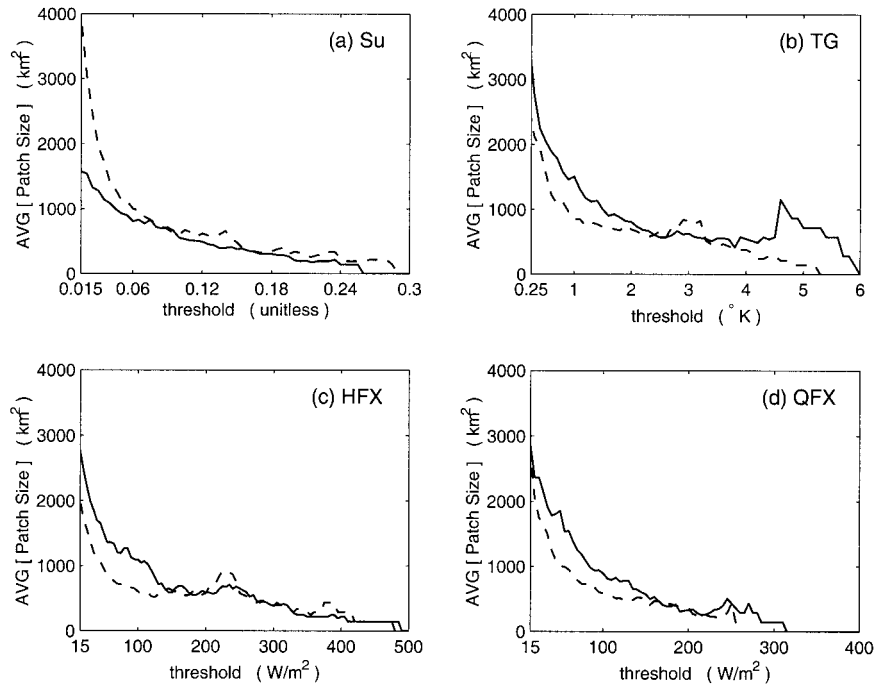 (a) Su
AVG [ Patch Size ] ( km² )
4000
3000
2000
1000
0
0.015 0.06 0.12 0.18 0.24 0.3
threshold ( unitless )
(b) TG
AVG [ Patch Size ] ( km² )
4000
3000
2000
1000
0
0.25 1 2 3 4 5 6
threshold ( ° K )
(c) HFX
AVG [ Patch Size ] ( km² )
4000
3000
2000
1000
0
15 100 200 300 400 500
threshold ( W/m² )
(d) QFX
AVG [ Patch Size ] ( km² )
4000
3000
2000
1000
0
15 100 200 300 400
threshold ( W/m² )